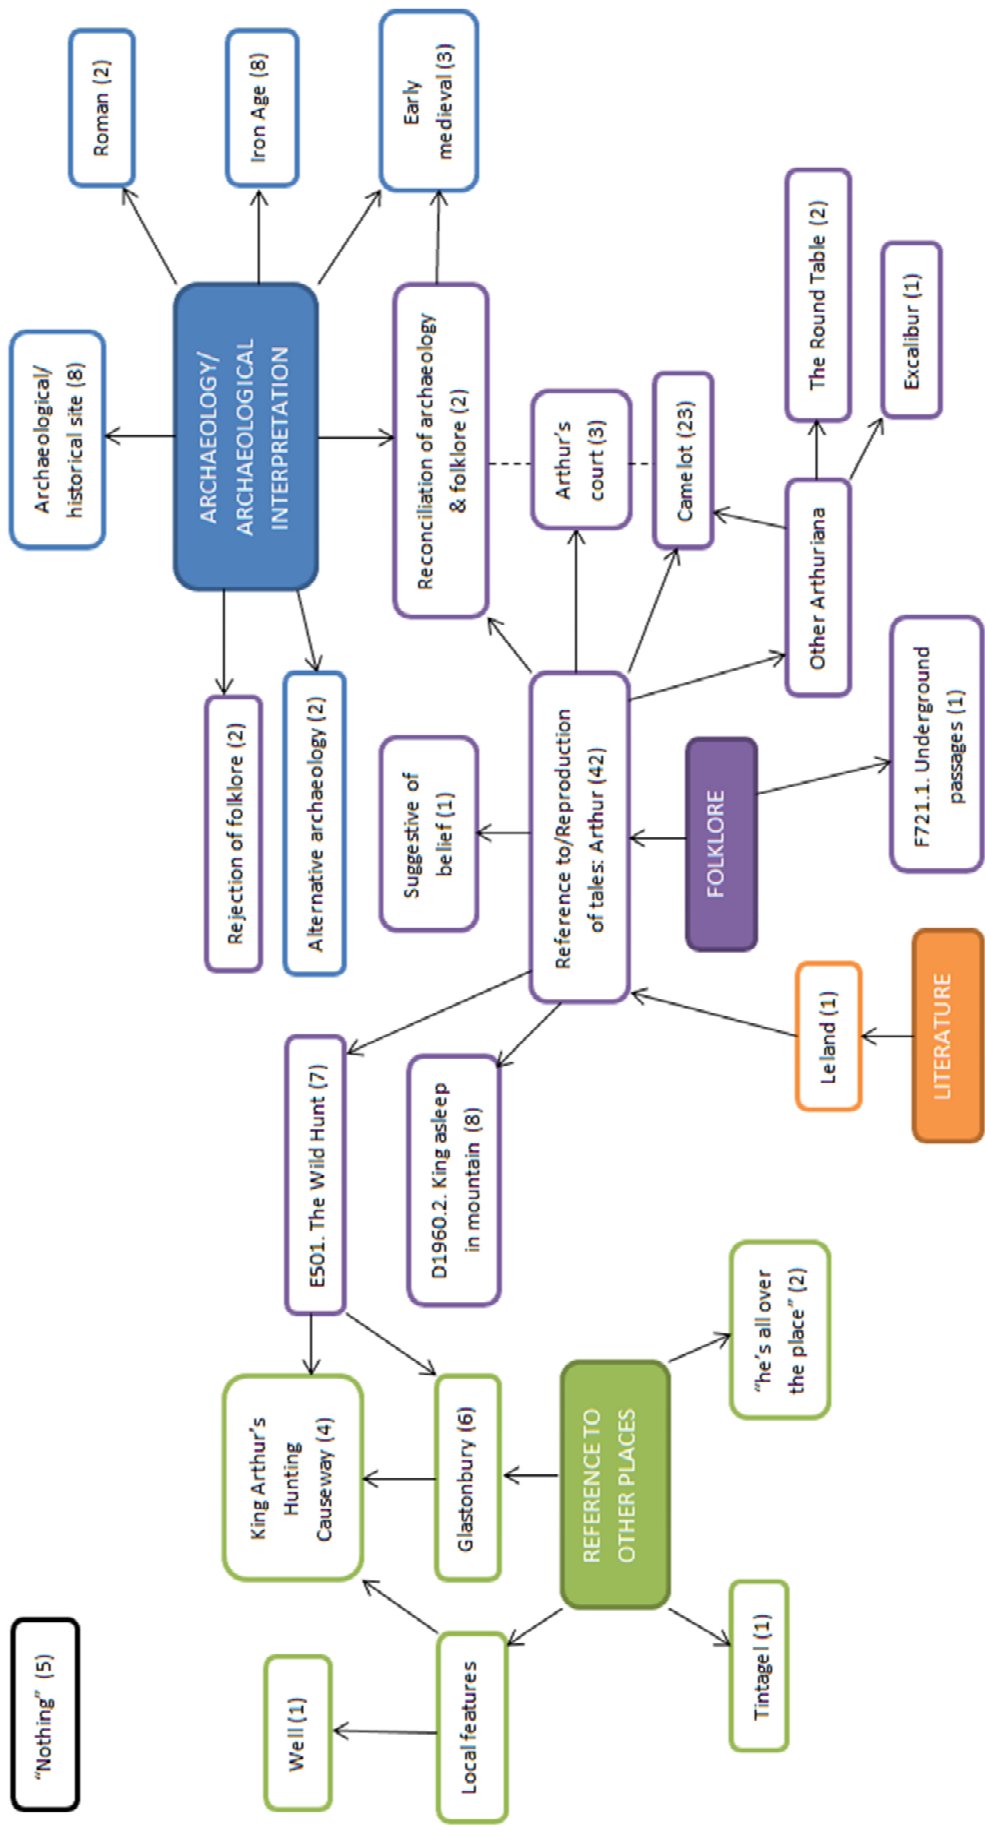 “Nothing” (5)
Well (1)
Local features
King Arthur’s
Hunting
Causeway (4)
Glastonbury (6)
REFERENCE TO
OTHER PLACES
Tintagel (1)
“he’s all over
the place” (2)
E501. The Wild Hunt (7)
D1960.2. King asleep
in mountain (8)
Leland (1)
LITERATURE
Rejection of folklore (2)
Alternative archaeology (2)
Suggestive of
belief (1)
Reference to/Reproduction
of tales: Arthur (42)
FOLKLORE
F721.1. Underground
passages (1)
Archaeological/
historical site (8)
ARCHAEOLOGY/
ARCHAEOLOGICAL
INTERPRETATION
Reconciliation of archaeology
& folklore (2)
Arthur’s
court (3)
Camelot (23)
Other Arthuriana
Roman (2)
Iron Age (8)
Early
medieval (3)
The Round Table (2)
Excalibur (1)